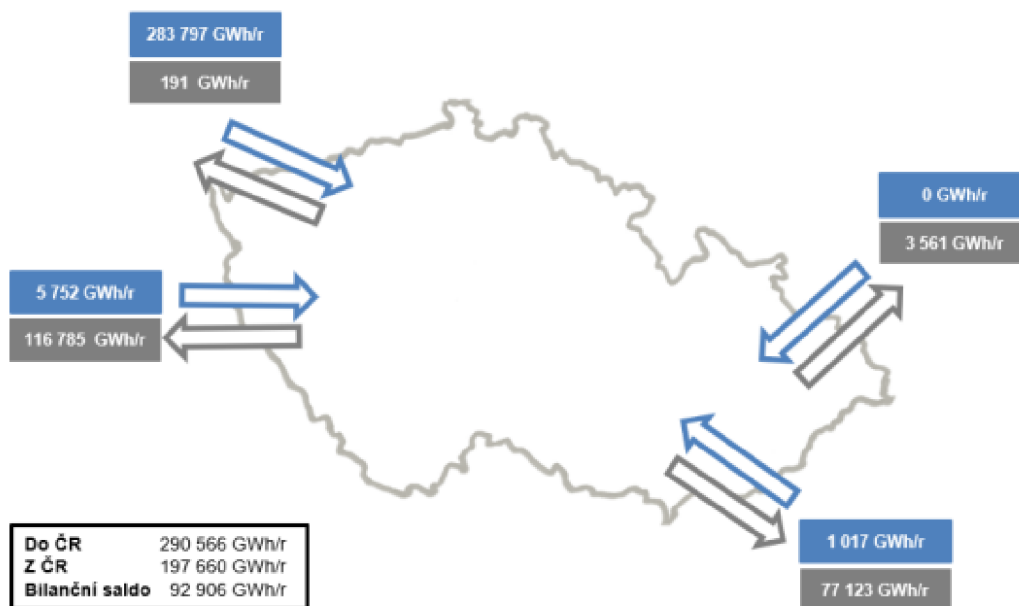 283 797 GWh/r
191 GWh/r
0 GWh/r
3 561 GWh/r
5 752 GWh/r
116 785 GWh/r
1 017 GWh/r
77 123 GWh/r
Do ČR 290 566 GWh/r
Z ČR 197 660 GWh/r
Bilanční saldo 92 906 GWh/r